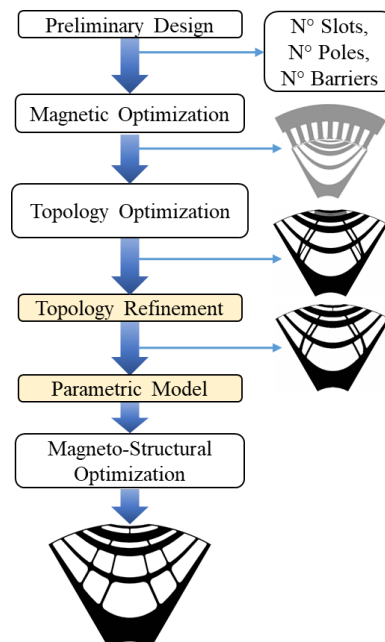 Preliminary Design
N° Slots,
N° Poles,
N° Barriers
Magnetic Optimization
Topology Optimization
Topology Refinement
Parametric Model
Magneto-Structural
Optimization